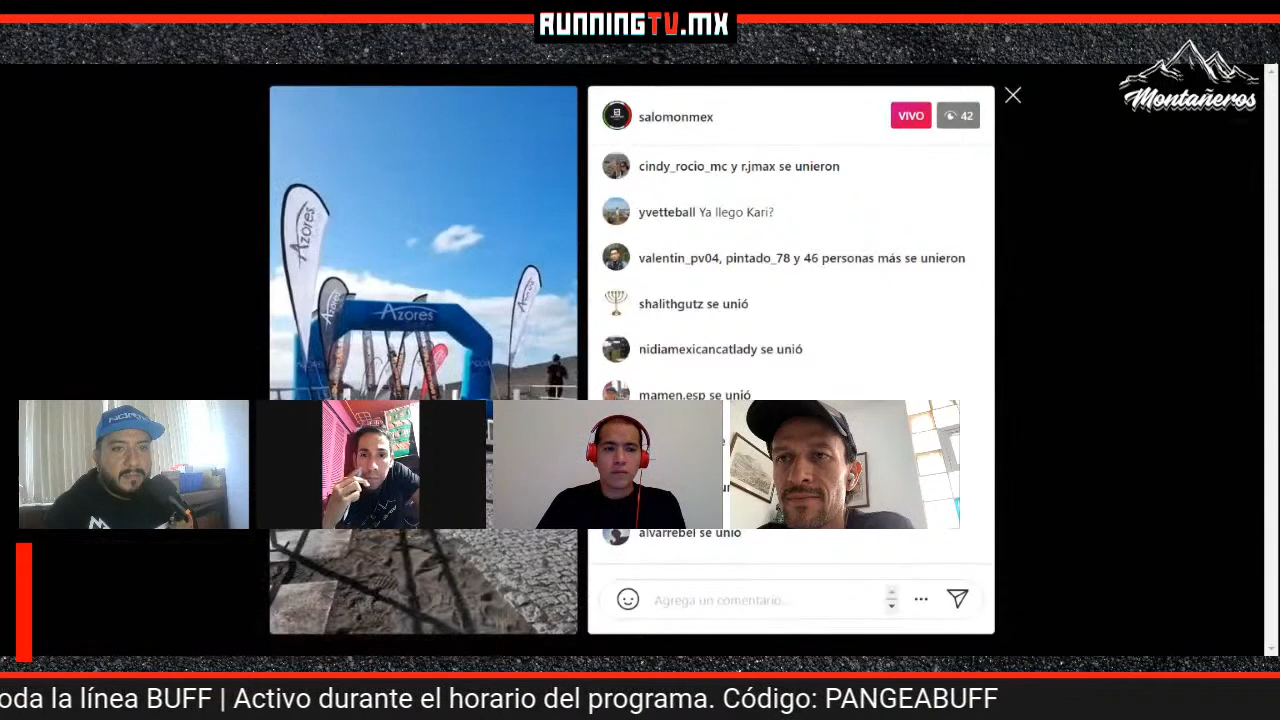 RUNNINGTV.MX
Montañeros
salomonmex
VIVO
42
cindy_rocio_mc y r.jmax se unieron
yvetteball Ya llego Kari?
valentin_pv04, pintado_78 y 46 personas más se unieron
shalithgutz se unió
nidiamexicancatlady se unió
mamen.esp se unió
alvarrebel se unió
Agrega un comentario...
Azores
Azores
Azores
oda la línea BUFF | Activo durante el horario del programa. Código: PANGEABUFF